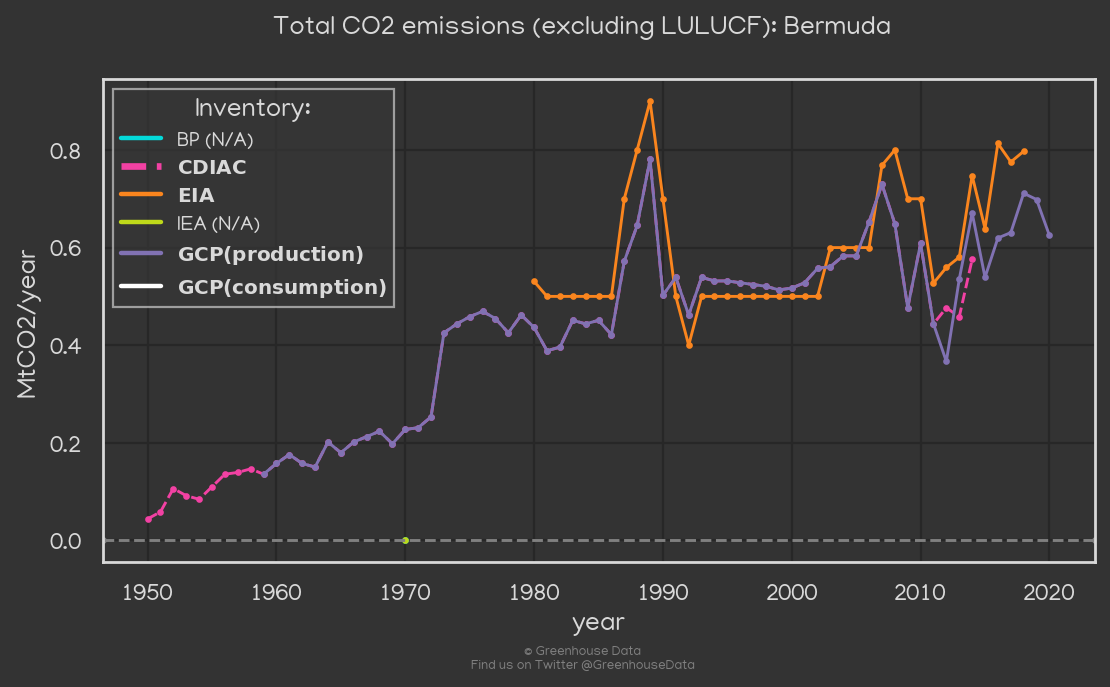 Total CO2 emissions (excluding LULUCF): Bermuda
Inventory:
BP (N/A)
CDIAC
EIA
IEA (N/A)
GCP(production)
GCP(consumption)
MtCO2/year
0.8
0.6
0.4
0.2
0.0
1950 1960 1970 1980 1990 2000 2010 2020
year
© Greenhouse Data
Find us on Twitter @GreenhouseData